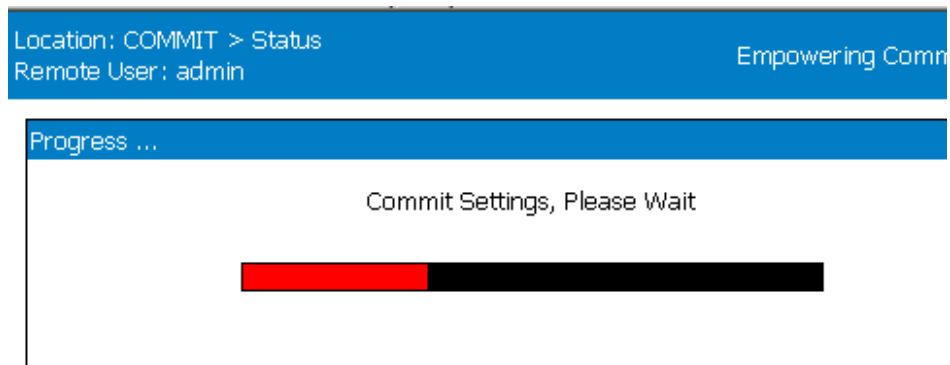 Location: COMMIT > Status
Remote User: admin
Empowering Comm
Progress ...
Commit Settings, Please Wait